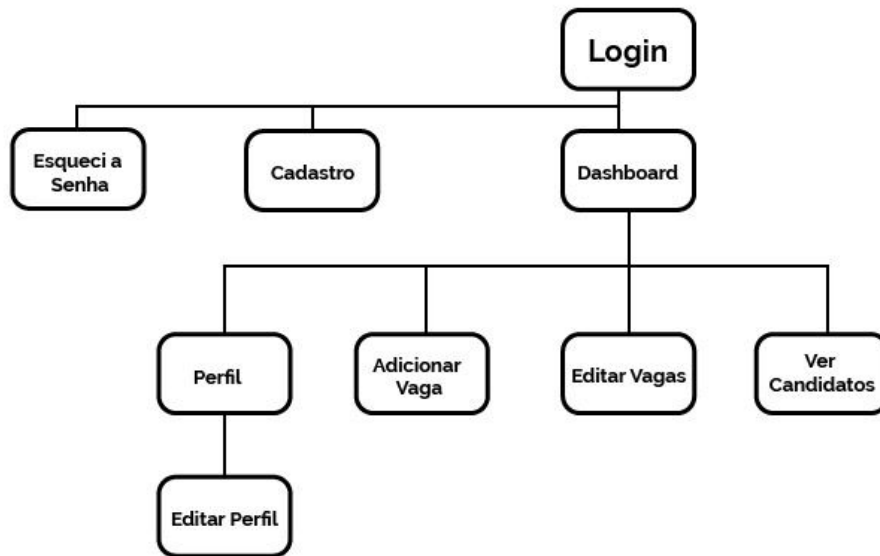 Login
Esqueci a
Senha
Cadastro
Dashboard
Perfil
Adicionar
Vaga
Editar Vagas
Ver
Candidatos
Editar Perfil